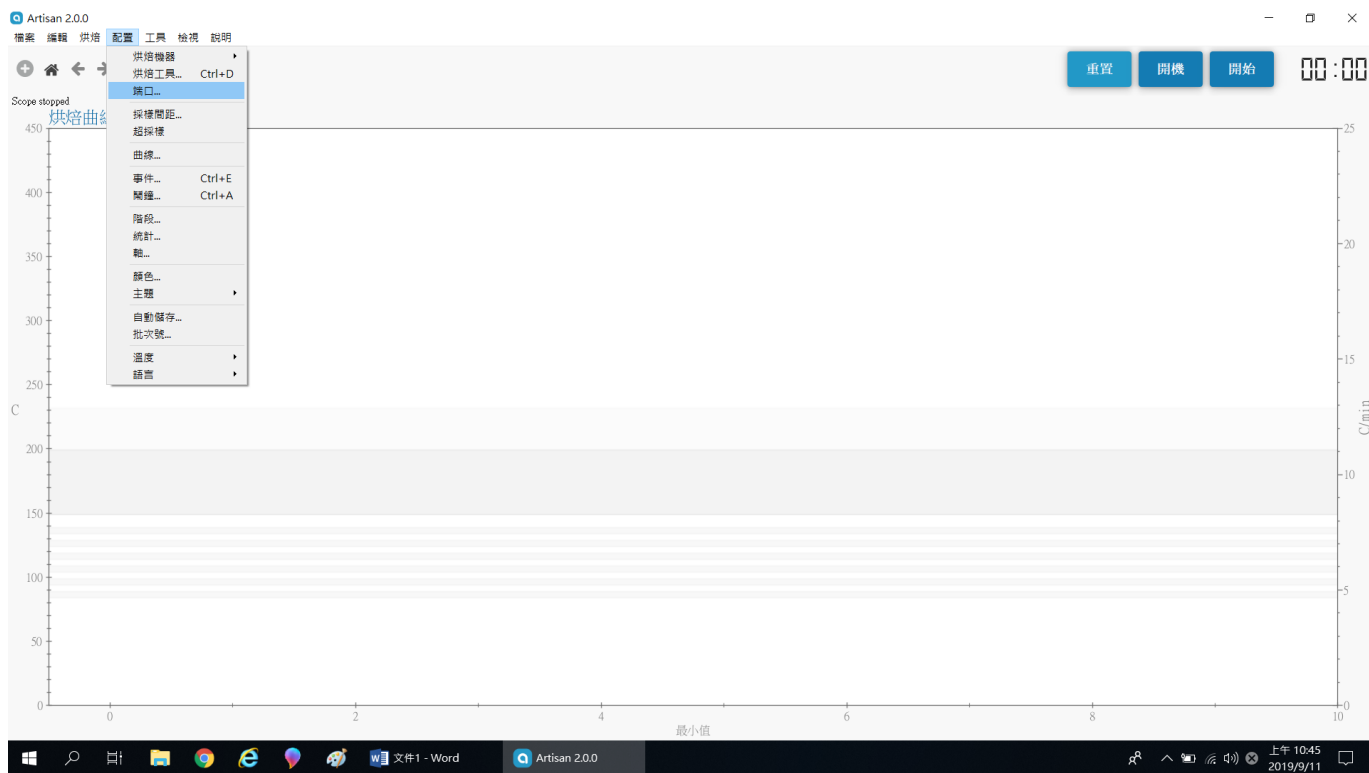 Artisan 2.0.0
檔案 編輯 烘焙 配置 工具 檢視 說明
烘焙機器
烘焙工具... Ctrl+D
端口...
採樣間距...
超採樣
曲線...
事件... Ctrl+E
鬧鐘... Ctrl+A
階段...
統計...
軸...
顏色...
主題
自動儲存...
批次號...
溫度
語言
重置 開機 開始 00:00
Scope stopped
烘焙曲線
450
400
350
300
250
200
150
100
50
0
C
25
20
15
10
5
0
C/min
0 2 4 6 8 10
最小值
文件1 - Word
Artisan 2.0.0
上午 10:45
2019/9/11